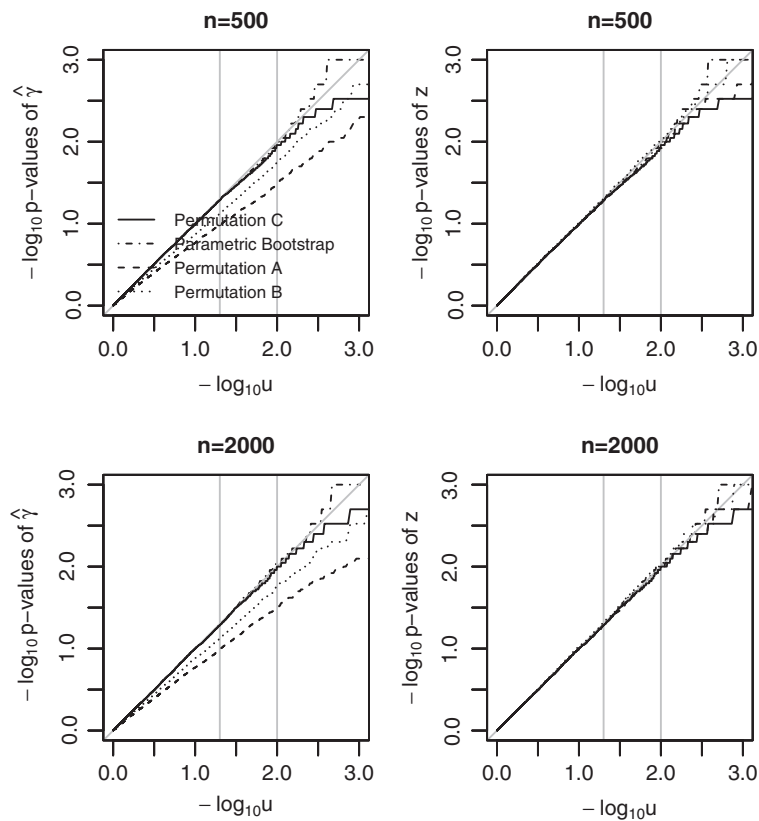 n=500
− log₁₀ p−values of γ̂
3.0
2.0
1.0
0.0
Permutation C
Parametric Bootstrap
Permutation A
Permutation B
0.0 1.0 2.0 3.0
− log₁₀u
n=500
− log₁₀ p−values of z
3.0
2.0
1.0
0.0
0.0 1.0 2.0 3.0
− log₁₀u
n=2000
− log₁₀ p−values of γ̂
3.0
2.0
1.0
0.0
0.0 1.0 2.0 3.0
− log₁₀u
n=2000
− log₁₀ p−values of z
3.0
2.0
1.0
0.0
0.0 1.0 2.0 3.0
− log₁₀u